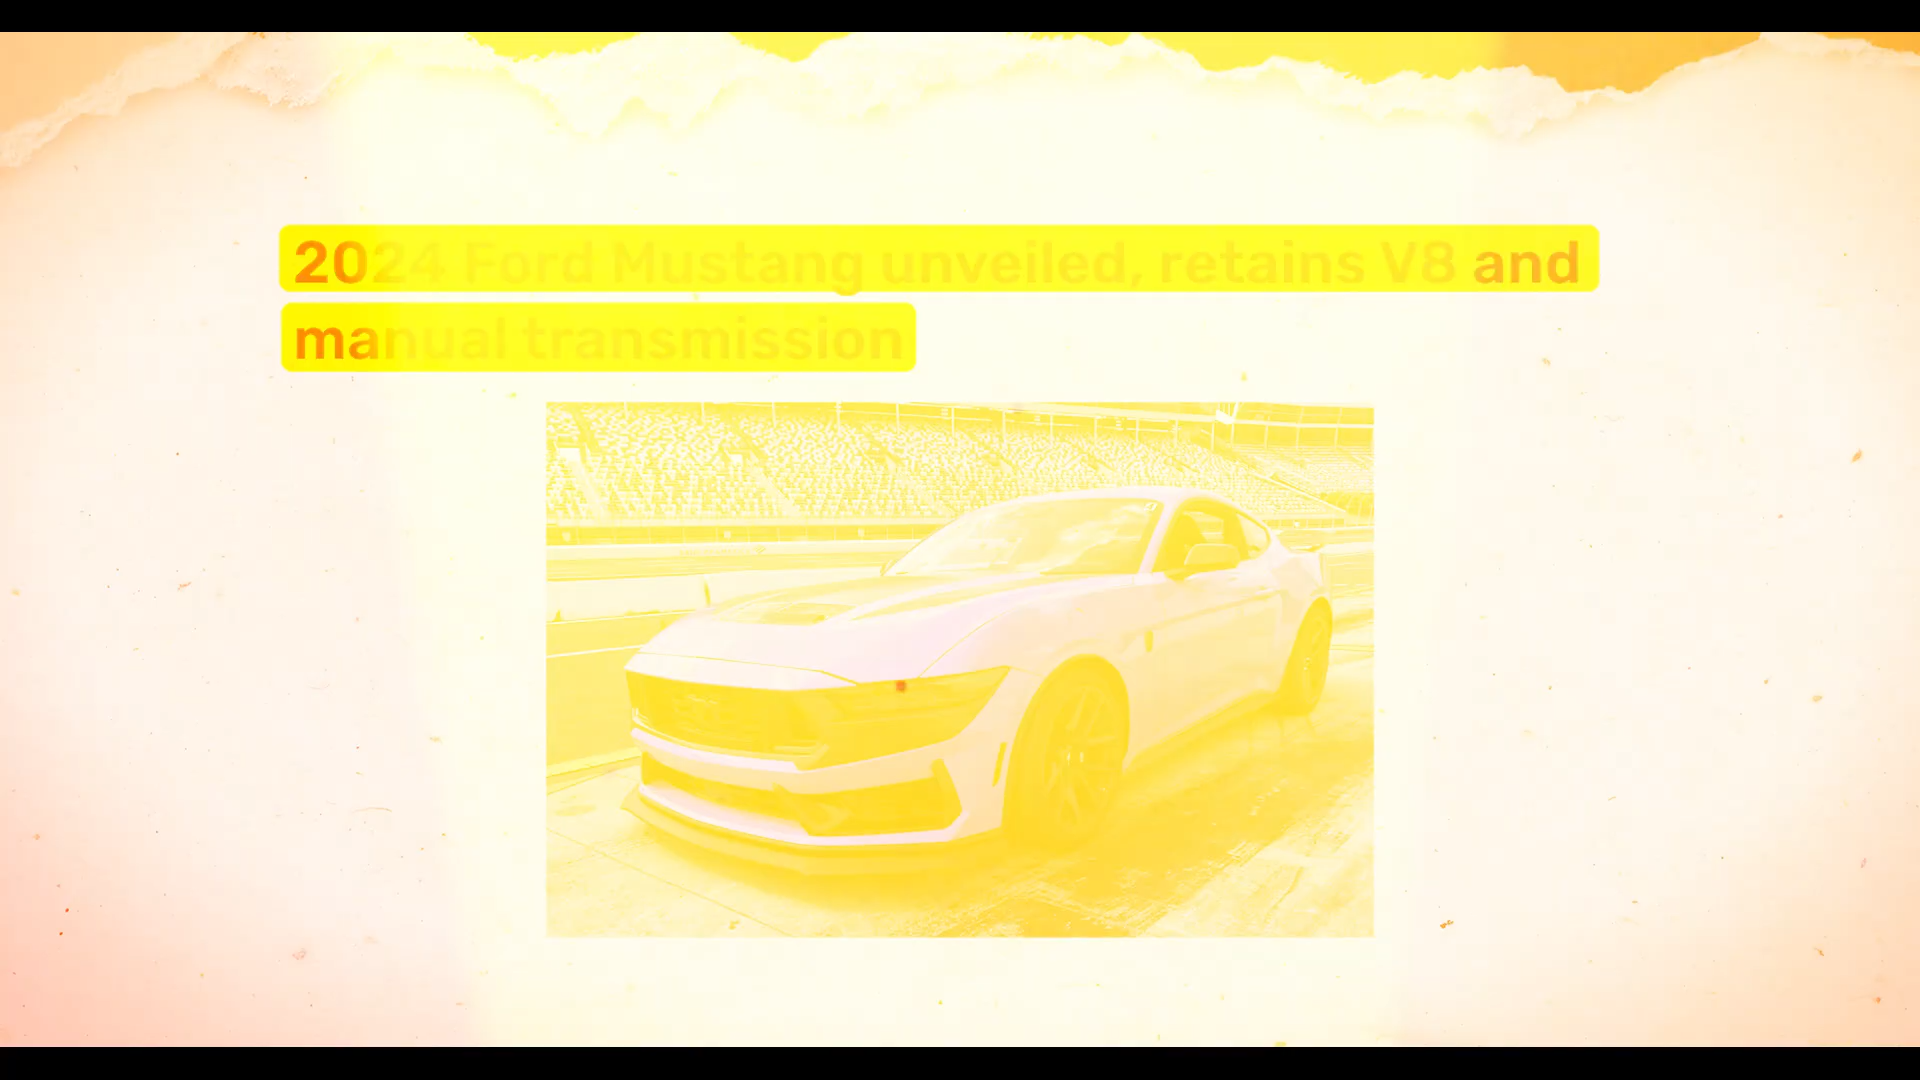 2024 Ford Mustang unveiled, retains V8 and
manual transmission